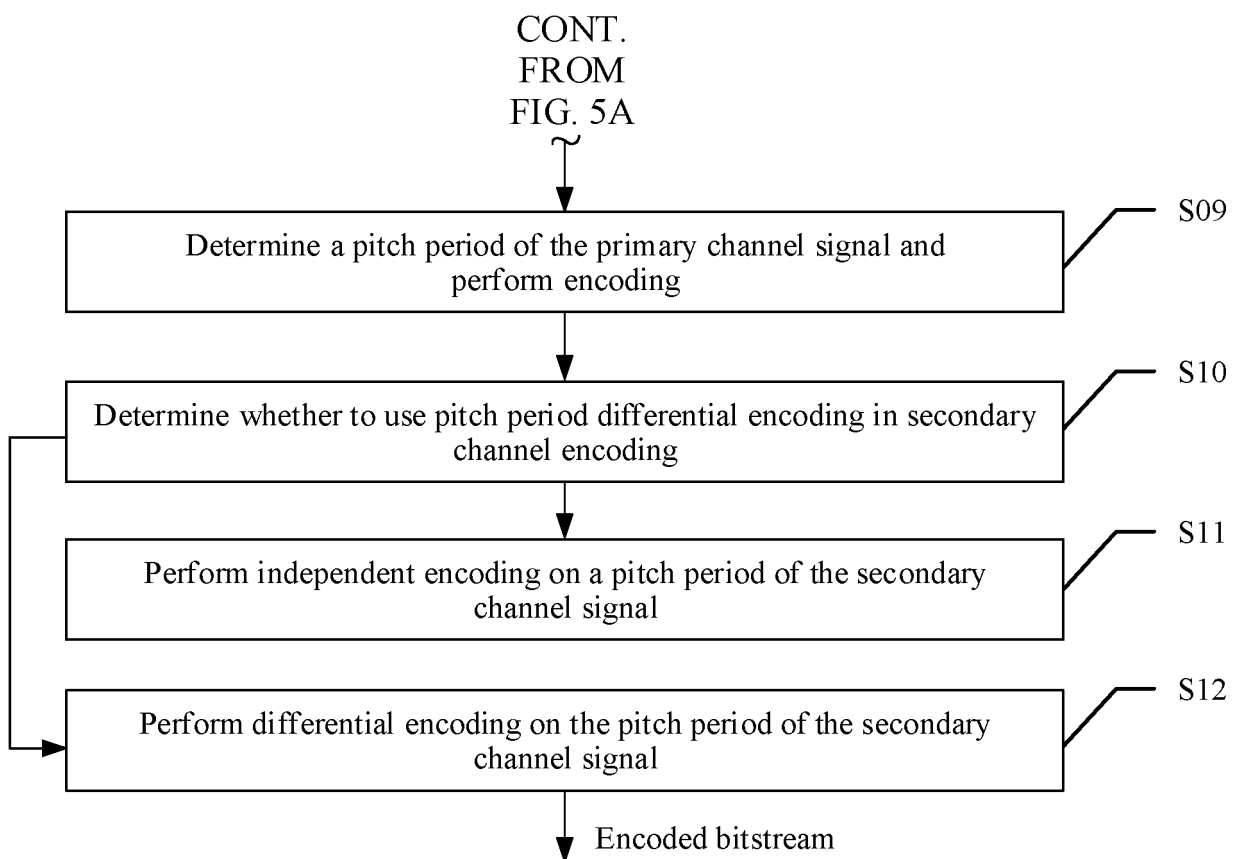 CONT.
FROM
FIG. 5A
S09
Determine a pitch period of the primary channel signal and
perform encoding
S10
Determine whether to use pitch period differential encoding in secondary
channel encoding
S11
Perform independent encoding on a pitch period of the secondary
channel signal
S12
Perform differential encoding on the pitch period of the secondary
channel signal
Encoded bitstream